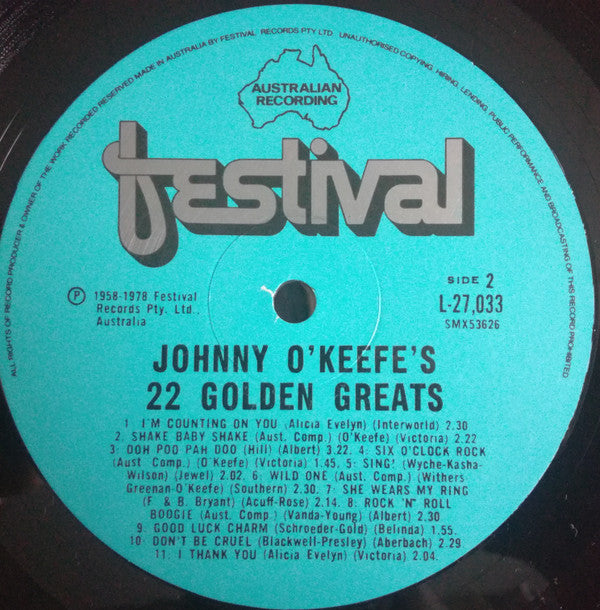 ALL RIGHTS OF RECORD PRODUCER & OWNER OF THE WORK RECORDED RESERVED MADE IN AUSTRALIA BY FESTIVAL RECORDS PTY LTD. UNAUTHORISED COPYING, HIRING, LENDING, PUBLIC PERFORMANCE AND BROADCASTING OF THIS RECORD PROHIBITED
AUSTRALIAN
RECORDING
festival
Ⓟ 1958-1978 Festival
Records Pty. Ltd.,
Australia
SIDE 2
L-27,033
SMX53626
JOHNNY O'KEEFE'S
22 GOLDEN GREATS
1. I'M COUNTING ON YOU (Alicia Evelyn) (Interworld) 2.30
2. SHAKE BABY SHAKE (Aust. Comp.) (O'Keefe) (Victoria) 2.22
3. OOH POO PAH DOO (Hill) (Albert) 3.22. 4. SIX O'CLOCK ROCK
(Aust. Comp.) (O'Keefe) (Victoria) 1.45. 5. SING! (Wyche-Kasha-
Wilson) (Jewel) 2.02. 6. WILD ONE (Aust. Comp.) (Withers
Greenan-O'Keefe) (Southern) 2.30. 7. SHE WEARS MY RING
(F. & B. Bryant) (Acuff-Rose) 2.14. 8. ROCK 'N' ROLL
BOOGIE (Aust. Comp.) (Vanda-Young) (Albert) 2.30
9. GOOD LUCK CHARM (Schroeder-Gold) (Belinda) 1.55.
10. DON'T BE CRUEL (Blackwell-Presley) (Aberbach) 2.29
11. I THANK YOU (Alicia Evelyn) (Victoria) 2.04.